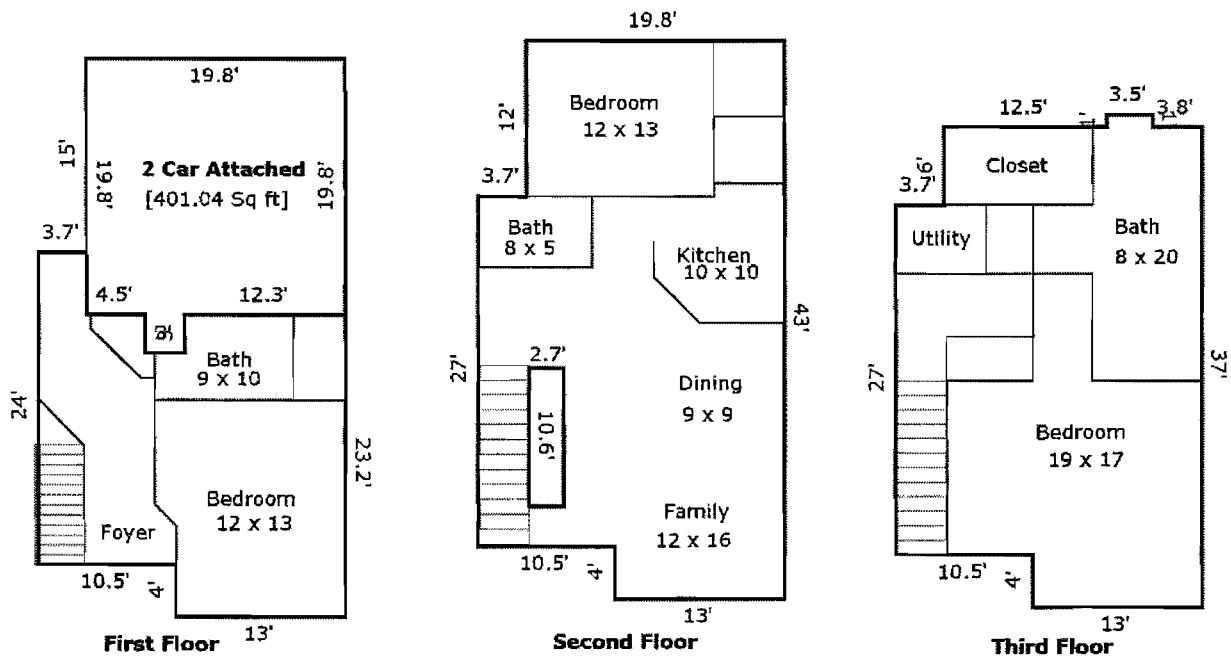 19.8'
15'
19.8'
2 Car Attached
[401.04 Sq ft]
19.8'
3.7'
4.5'
12.3'
Bath
9 x 10
24'
23.2'
Bedroom
12 x 13
Foyer
10.5'
4'
13'
First Floor
19.8'
12'
Bedroom
12 x 13
3.7'
Bath
8 x 5
Kitchen
10 x 10
43'
27'
2.7'
10.6'
Dining
9 x 9
Family
12 x 16
10.5'
4'
13'
Second Floor
12.5'
3.5'
3.8'
1'
1'
6'
Closet
3.7'
Utility
Bath
8 x 20
27'
37'
Bedroom
19 x 17
10.5'
4'
13'
Third Floor